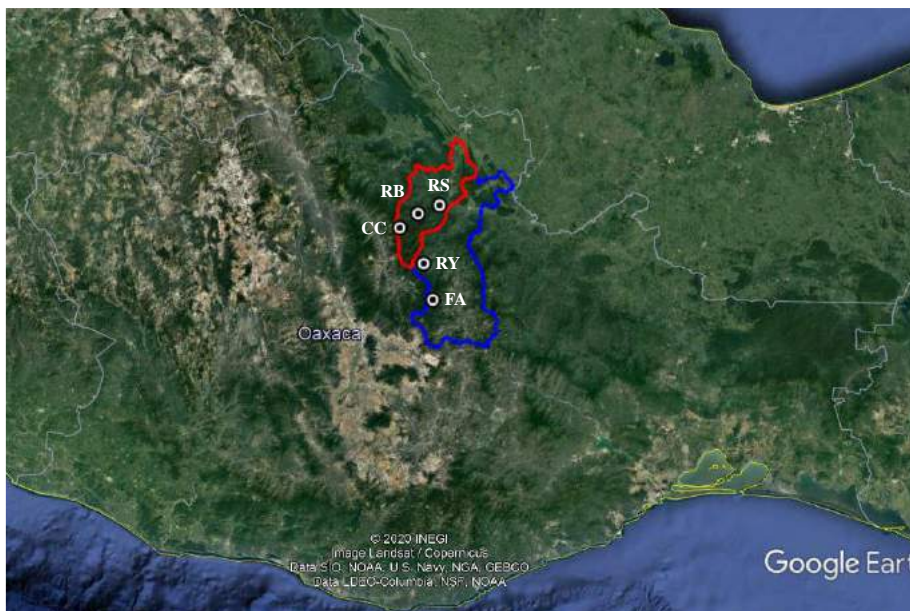 RB
RS
CC
RY
FA
Oaxaca
© 2020 INEGI
Image Landsat / Copernicus
Data SIO, NOAA, U.S. Navy, NGA, GEBCO
Data LDEO-Columbia, NSF, NOAA
Google Eart